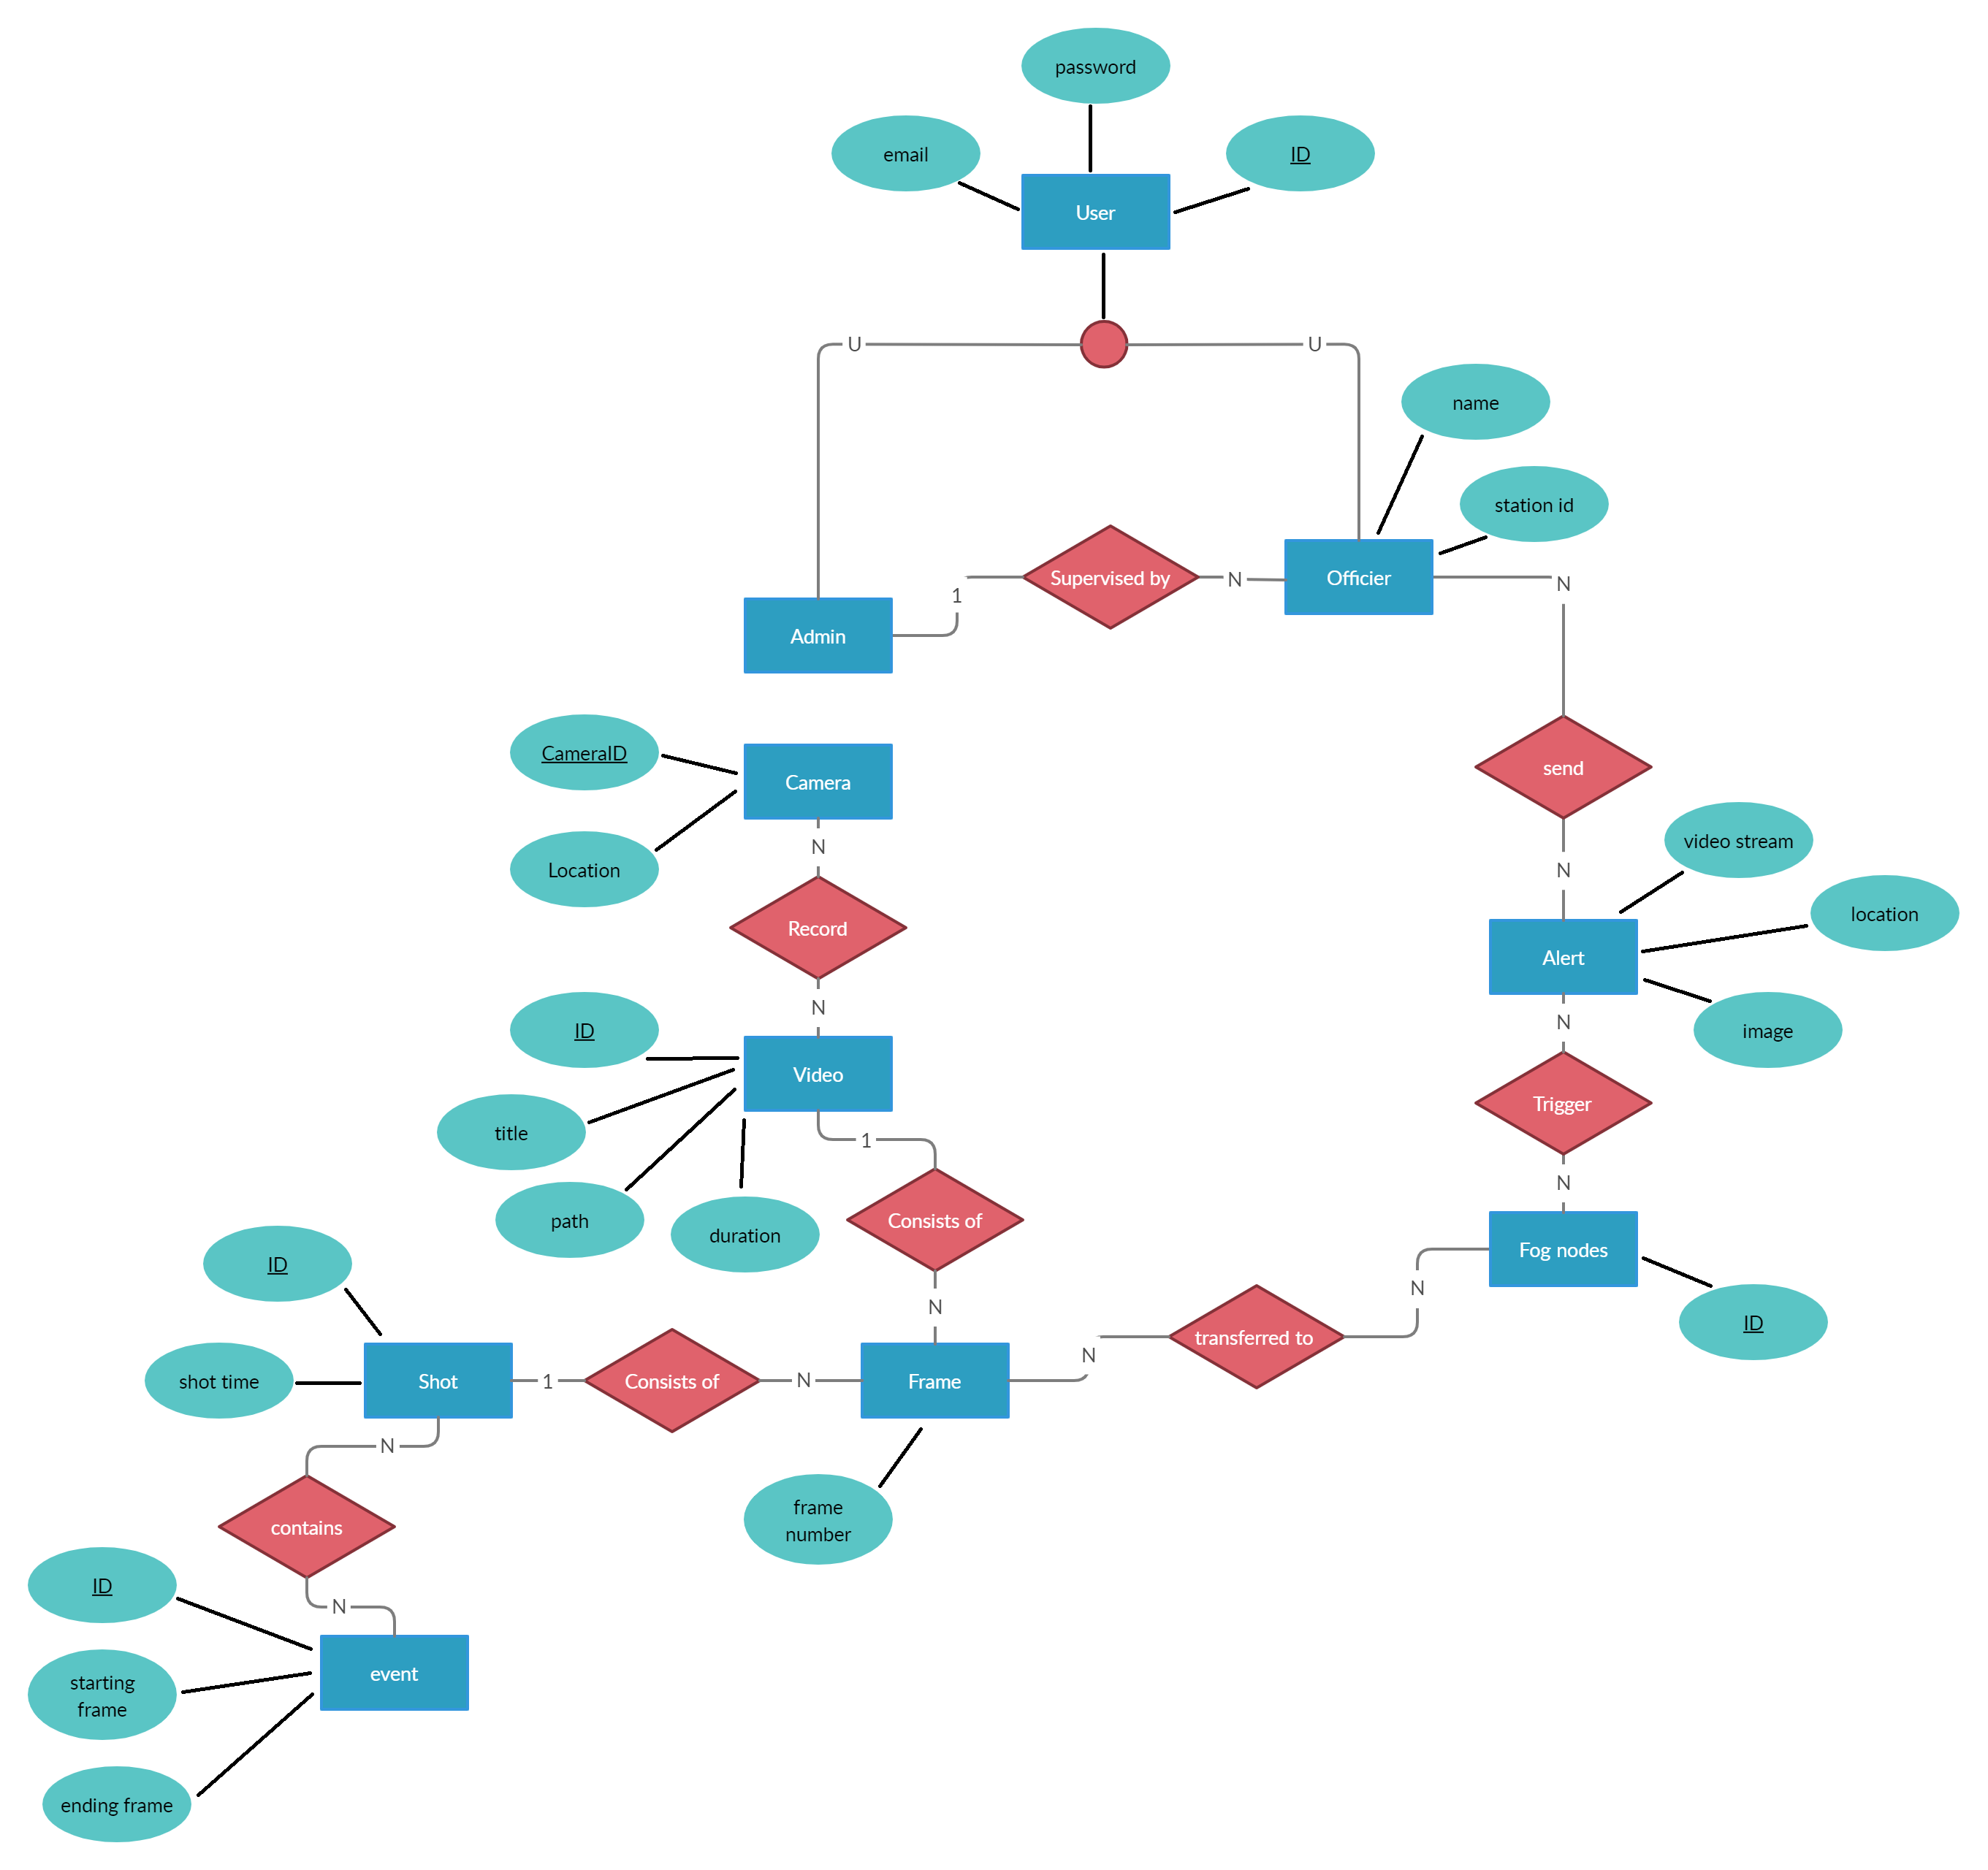 password
email
ID
User
U
U
name
station id
Supervised by
N
Officier
N
1
Admin
CameraID
Camera
send
N
video stream
Location
N
location
Record
Alert
N
N
image
ID
Video
Trigger
title
1
N
path
duration
Consists of
Fog nodes
ID
N
N
ID
transferred to
N
shot time
Shot
1
Consists of
N
Frame
N
frame
number
contains
ID
N
event
starting
frame
ending frame